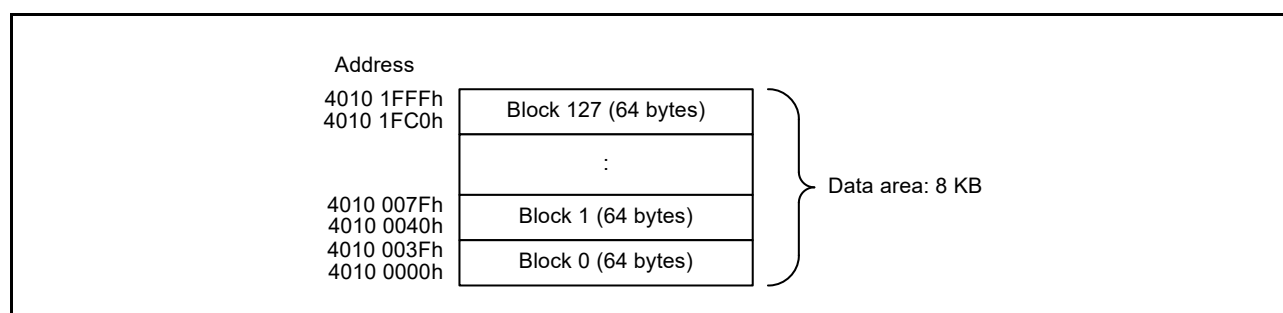 Address
4010 1FFFh
4010 1FC0h
Block 127 (64 bytes)
:
Data area: 8 KB
4010 007Fh
4010 0040h
Block 1 (64 bytes)
4010 003Fh
4010 0000h
Block 0 (64 bytes)